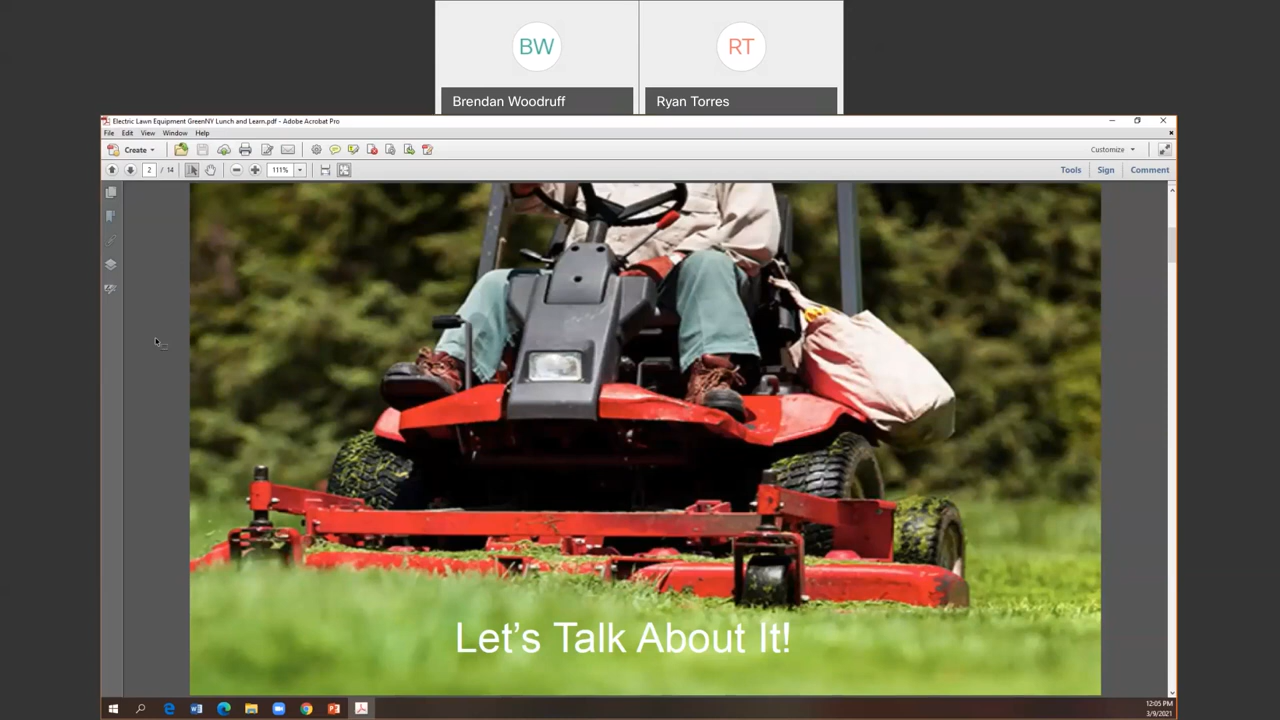 BW
RT
Brendan Woodruff
Ryan Torres
Electric Lawn Equipment GreenNY Lunch and Learn.pdf - Adobe Acrobat Pro
File Edit View Window Help
Create
Customize
2 / 14
111%
Tools Sign Comment
Let's Talk About It!
12:05 PM
3/9/2021